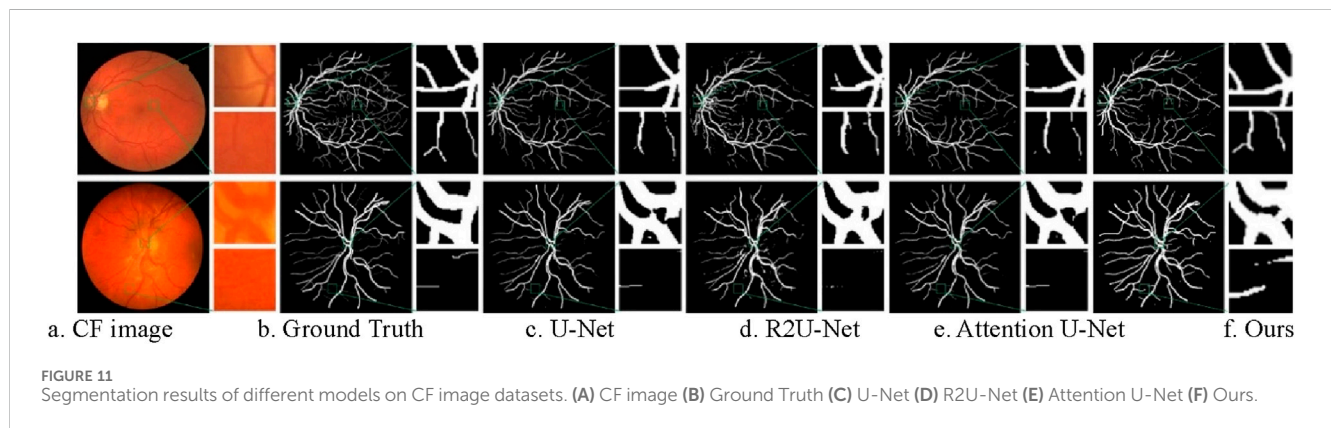 a. CF image b. Ground Truth c. U-Net d. R2U-Net e. Attention U-Net f. Ours
FIGURE 11
Segmentation results of different models on CF image datasets. (A) CF image (B) Ground Truth (C) U-Net (D) R2U-Net (E) Attention U-Net (F) Ours.